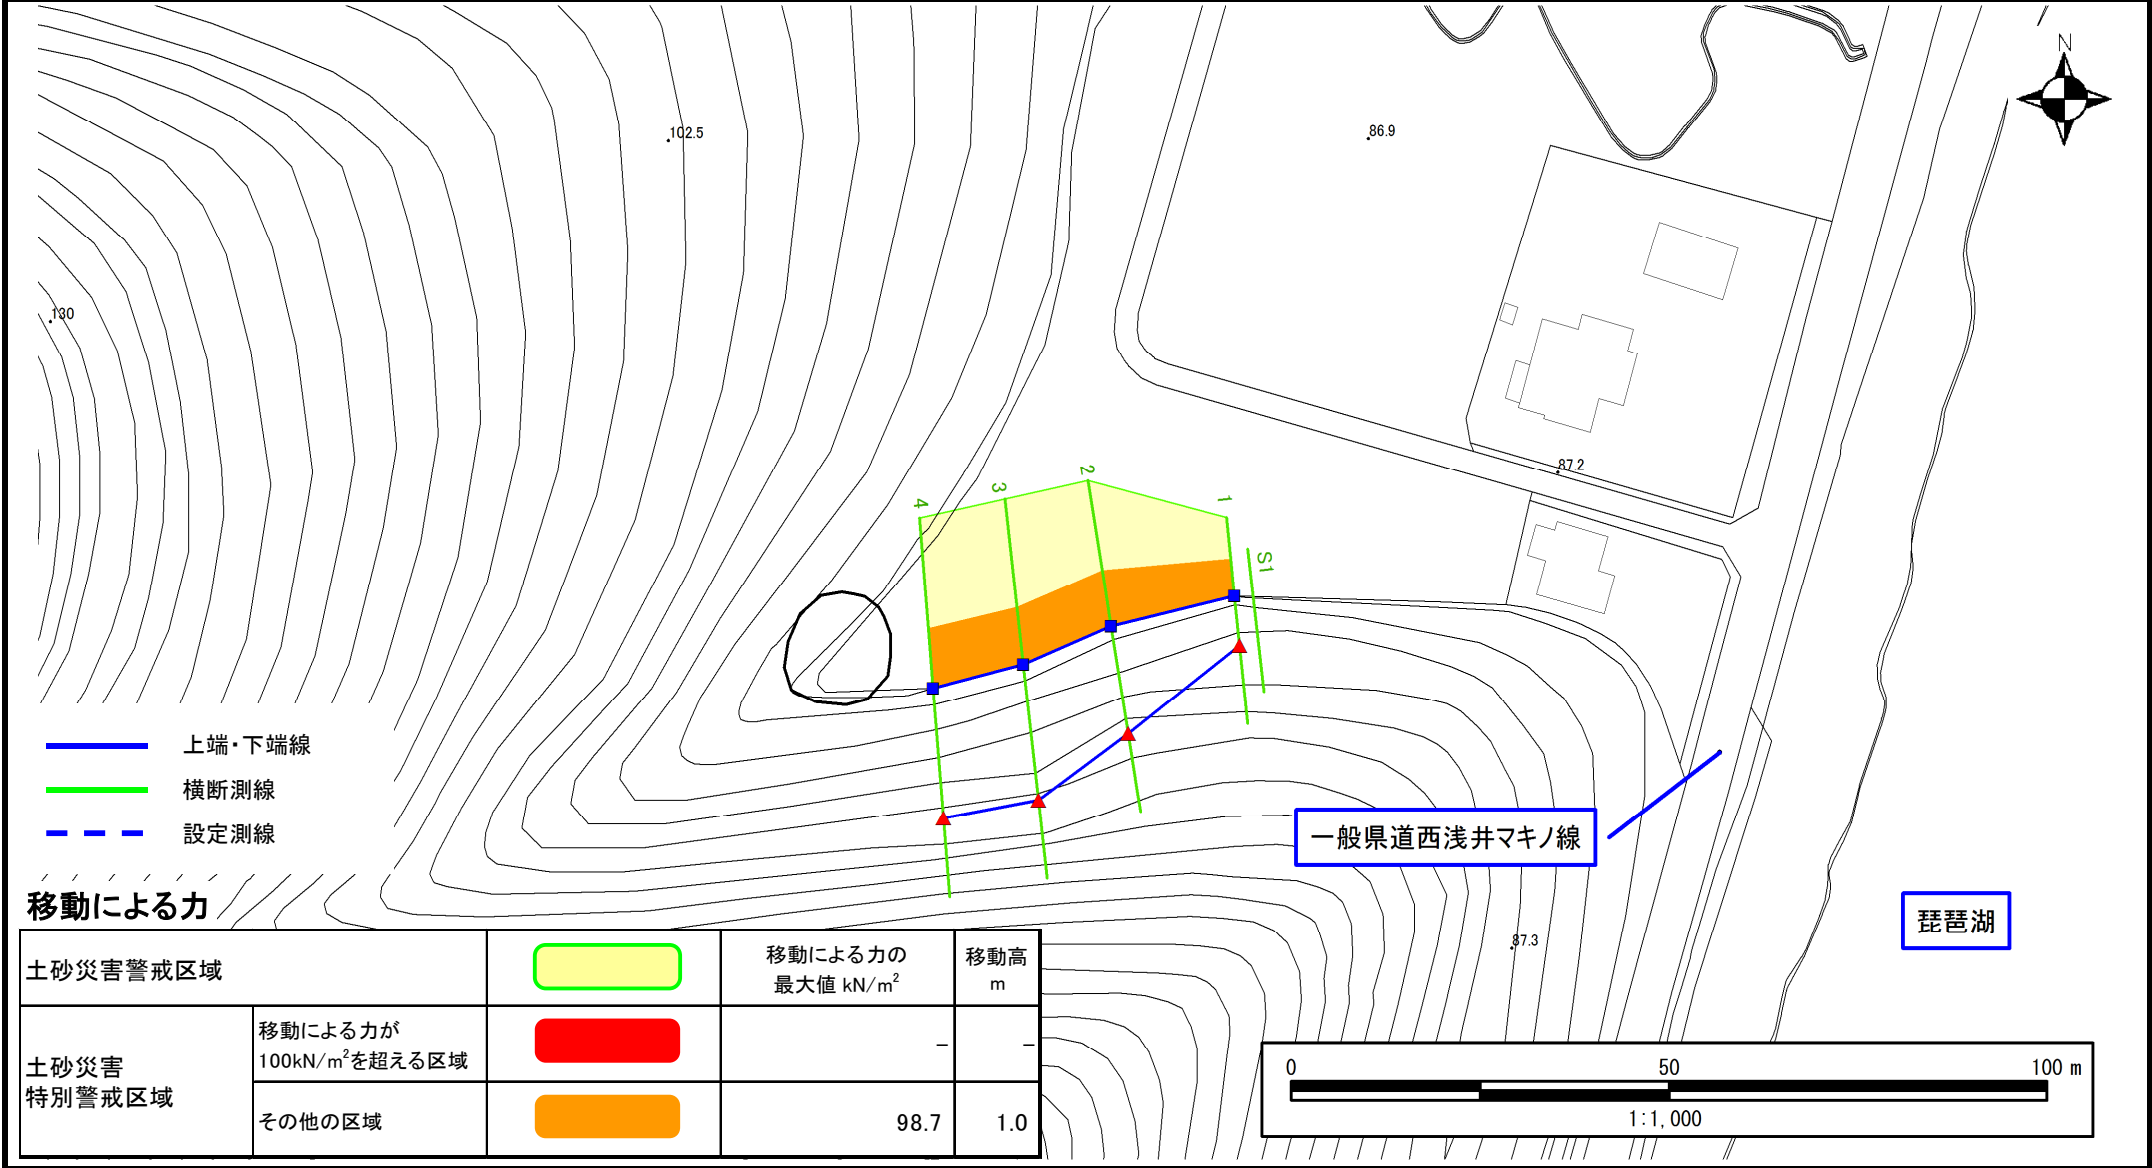 N
102.5
86.9
130
87.2
4
3
2
1
S1
上端・下端線
横断測線
設定測線
一般県道西浅井マキノ線
琵琶湖
87.3
移動による力
土砂災害警戒区域
移動による力の
最大値 kN/m²
移動高
m
土砂災害
特別警戒区域
移動による力が
100kN/m²を超える区域
－
－
その他の区域
98.7
1.0
0
50
100 m
1:1,000